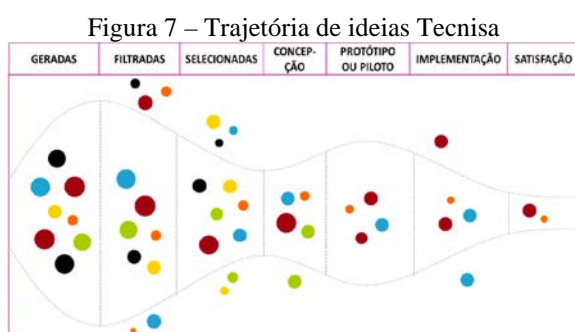 Figura 7 – Trajetória de ideias Tecnisa
GERADAS
FILTRADAS
SELECIONADAS
CONCEP-
ÇÃO
PROTÓTIPO
OU PILOTO
IMPLEMENTAÇÃO
SATISFAÇÃO